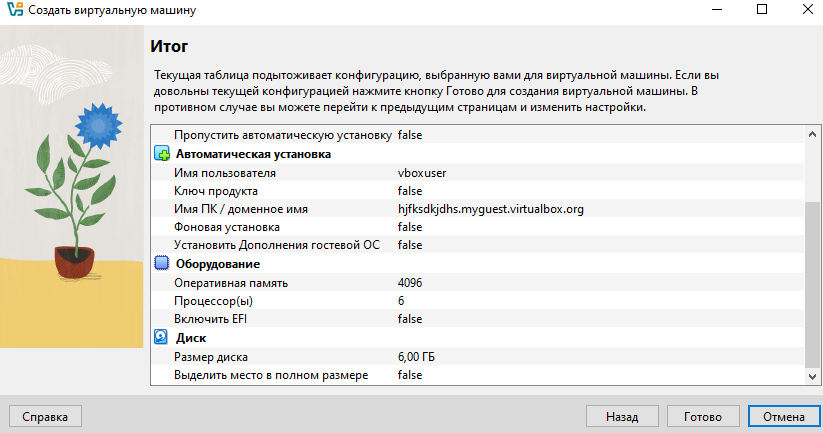 Создать виртуальную машину
Итог
Текущая таблица подытоживает конфигурацию, выбранную вами для виртуальной машины. Если вы
довольны текущей конфигурацией нажмите кнопку Готово для создания виртуальной машины. В
противном случае вы можете перейти к предыдущим страницам и изменить настройки.
Пропустить автоматическую установку false
Автоматическая установка
Имя пользователя vboxuser
Ключ продукта false
Имя ПК / доменное имя hjfksdkjdhs.myguest.virtualbox.org
Фоновая установка false
Установить Дополнения гостевой ОС false
Оборудование
Оперативная память 4096
Процессор(ы) 6
Включить EFI false
Диск
Размер диска 6,00 ГБ
Выделить место в полном размере false
Справка Назад Готово Отмена